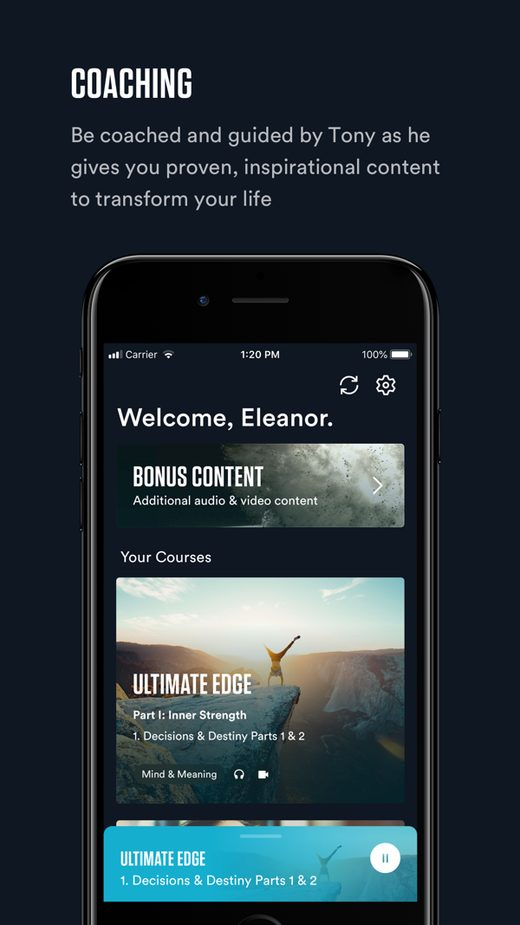 COACHING
Be coached and guided by Tony as he
gives you proven, inspirational content
to transform your life
Carrier 1:20 PM 100%
Welcome, Eleanor.
BONUS CONTENT
Additional audio & video content
Your Courses
ULTIMATE EDGE
Part I: Inner Strength
1. Decisions & Destiny Parts 1 & 2
Mind & Meaning
ULTIMATE EDGE
1. Decisions & Destiny Parts 1 & 2